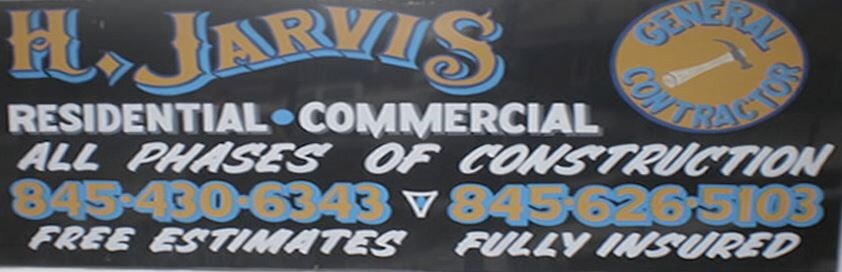 H. JARVIS
GENERAL CONTRACTOR
RESIDENTIAL • COMMERCIAL
ALL PHASES OF CONSTRUCTION
845•430•6343 ▽ 845•626•5103
FREE ESTIMATES FULLY INSURED